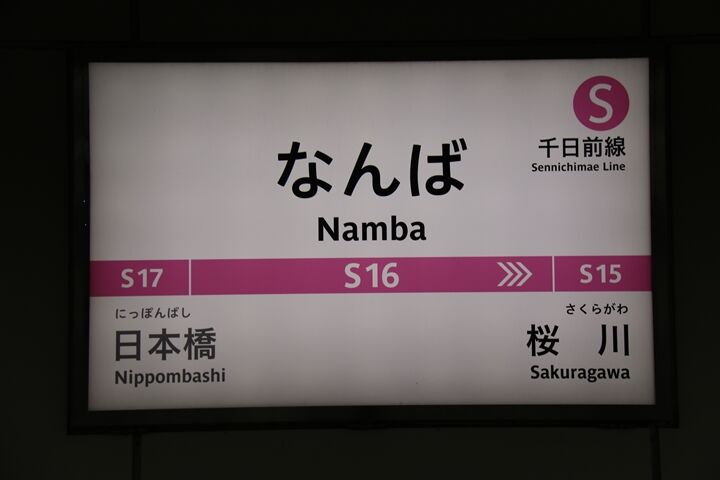 S
千日前線
Sennichimae Line
なんば
Namba
S17
S16
S15
にっぽんばし
日本橋
Nippombashi
さくらがわ
桜川
Sakuragawa